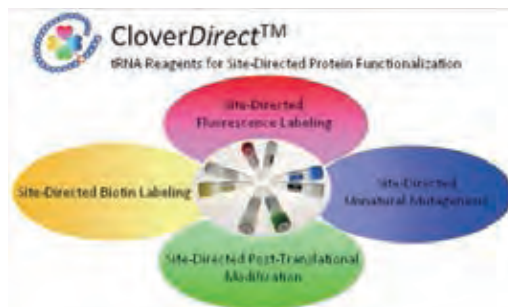 CloverDirect™
tRNA Reagents for Site-Directed Protein Functionalization
Site-Directed
Fluorescence Labeling
Site-Directed Biotin Labeling
Site-Directed
Unnatural Mutagenesis
Site-Directed Post-Translational
Modification